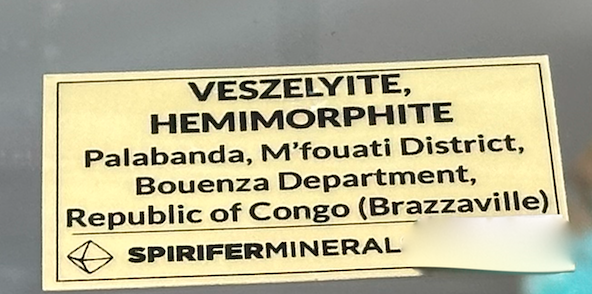 VESZELYITE,
HEMIMORPHITE
Palabanda, M'fouati District,
Bouenza Department,
Republic of Congo (Brazzaville)
SPIRIFERMINERAL